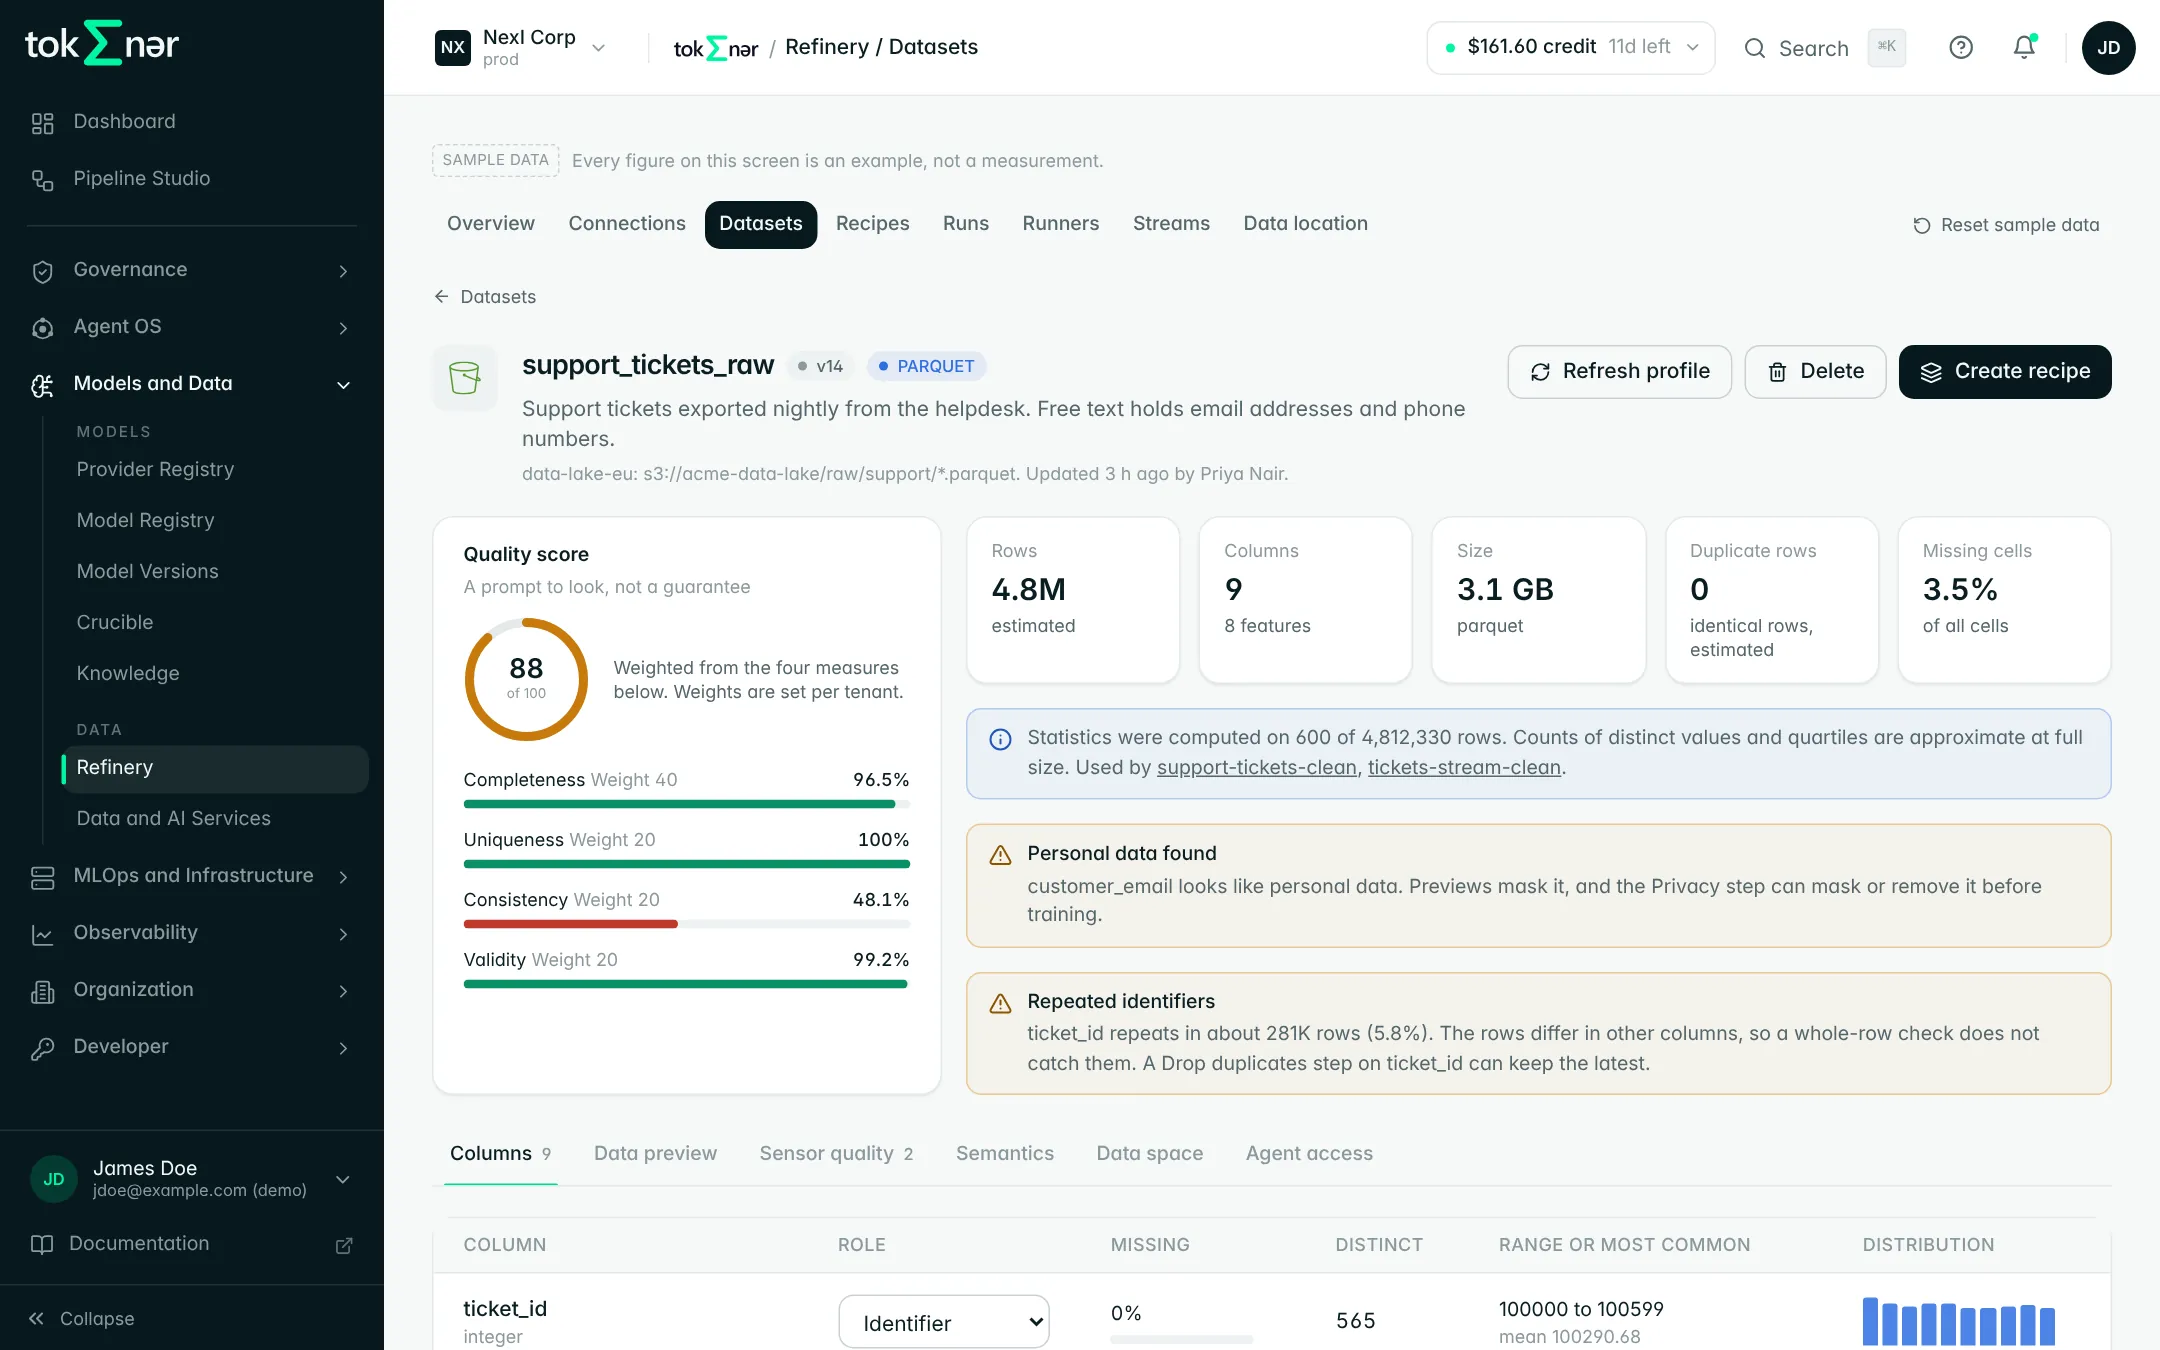 tokΣnər
Dashboard
Pipeline Studio
Governance
Agent OS
Models and Data
MODELS
Provider Registry
Model Registry
Model Versions
Crucible
Knowledge
DATA
Refinery
Data and AI Services
MLOps and Infrastructure
Observability
Organization
Developer
JD
James Doe
jdoe@example.com (demo)
Documentation
Collapse
NX
Nexl Corp
prod
tokΣnər / Refinery / Datasets
$161.60 credit 11d left
Search
⌘K
JD
SAMPLE DATA
Every figure on this screen is an example, not a measurement.
Overview
Connections
Datasets
Recipes
Runs
Runners
Streams
Data location
Reset sample data
Datasets
support_tickets_raw
v14
PARQUET
Support tickets exported nightly from the helpdesk. Free text holds email addresses and phone
numbers.
data-lake-eu: s3://acme-data-lake/raw/support/*.parquet. Updated 3 h ago by Priya Nair.
Refresh profile
Delete
Create recipe
Quality score
A prompt to look, not a guarantee
88
of 100
Weighted from the four measures
below. Weights are set per tenant.
Completeness Weight 40 96.5%
Uniqueness Weight 20 100%
Consistency Weight 20 48.1%
Validity Weight 20 99.2%
Rows
4.8M
estimated
Columns
9
8 features
Size
3.1 GB
parquet
Duplicate rows
0
identical rows,
estimated
Missing cells
3.5%
of all cells
Statistics were computed on 600 of 4,812,330 rows. Counts of distinct values and quartiles are approximate at full
size. Used by support-tickets-clean, tickets-stream-clean.
Personal data found
customer_email looks like personal data. Previews mask it, and the Privacy step can mask or remove it before
training.
Repeated identifiers
ticket_id repeats in about 281K rows (5.8%). The rows differ in other columns, so a whole-row check does not
catch them. A Drop duplicates step on ticket_id can keep the latest.
Columns 9
Data preview
Sensor quality 2
Semantics
Data space
Agent access
COLUMN
ROLE
MISSING
DISTINCT
RANGE OR MOST COMMON
DISTRIBUTION
ticket_id
integer
Identifier
0%
565
100000 to 100599
mean 100290.68